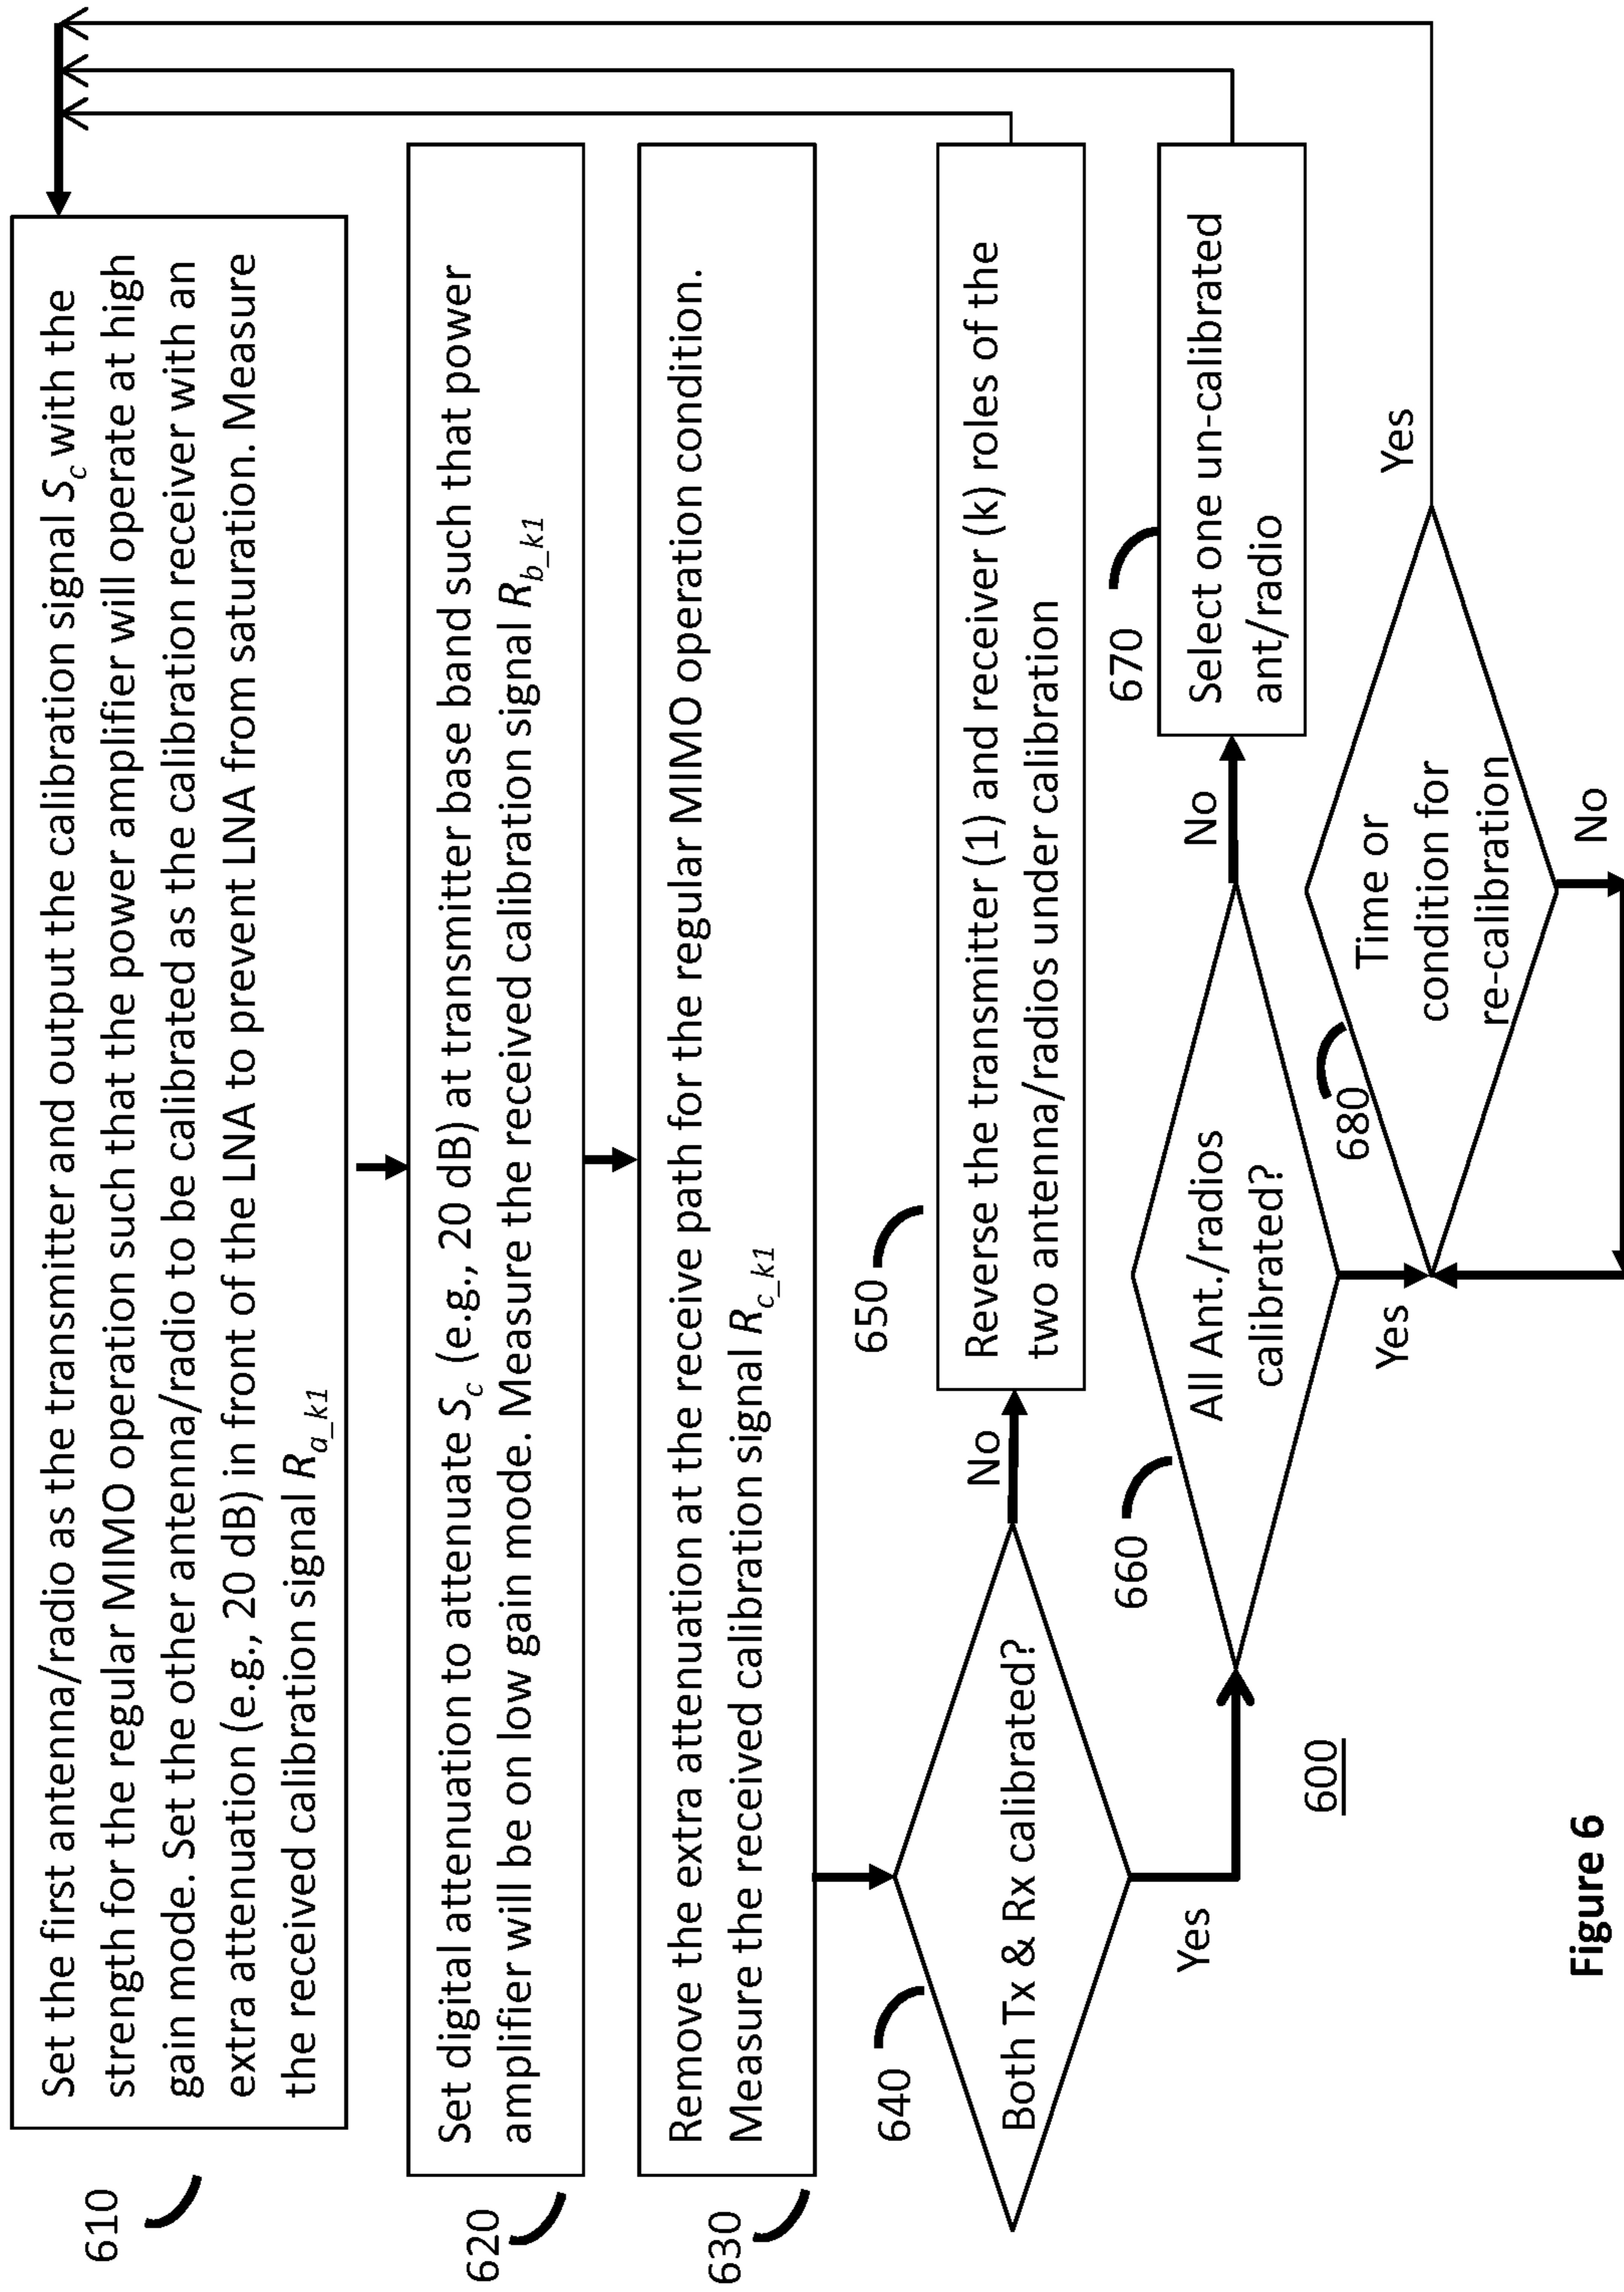 610
Set the first antenna/radio as the transmitter and output the calibration signal Sc with the
strength for the regular MIMO operation such that the power amplifier will operate at high
gain mode. Set the other antenna/radio to be calibrated as the calibration receiver with an
extra attenuation (e.g., 20 dB) in front of the LNA to prevent LNA from saturation. Measure
the received calibration signal Ra_k1
620
Set digital attenuation to attenuate Sc (e.g., 20 dB) at transmitter base band such that power
amplifier will be on low gain mode. Measure the received calibration signal Rb_k1
630
Remove the extra attenuation at the receive path for the regular MIMO operation condition.
Measure the received calibration signal Rc_k1
640
Both Tx & Rx calibrated?
No
Yes
650
Reverse the transmitter (1) and receiver (k) roles of the
two antenna/radios under calibration
660
All Ant./radios
calibrated?
No
Yes
670
Select one un-calibrated
ant/radio
680
Time or
condition for
re-calibration
Yes
No
600
Figure 6